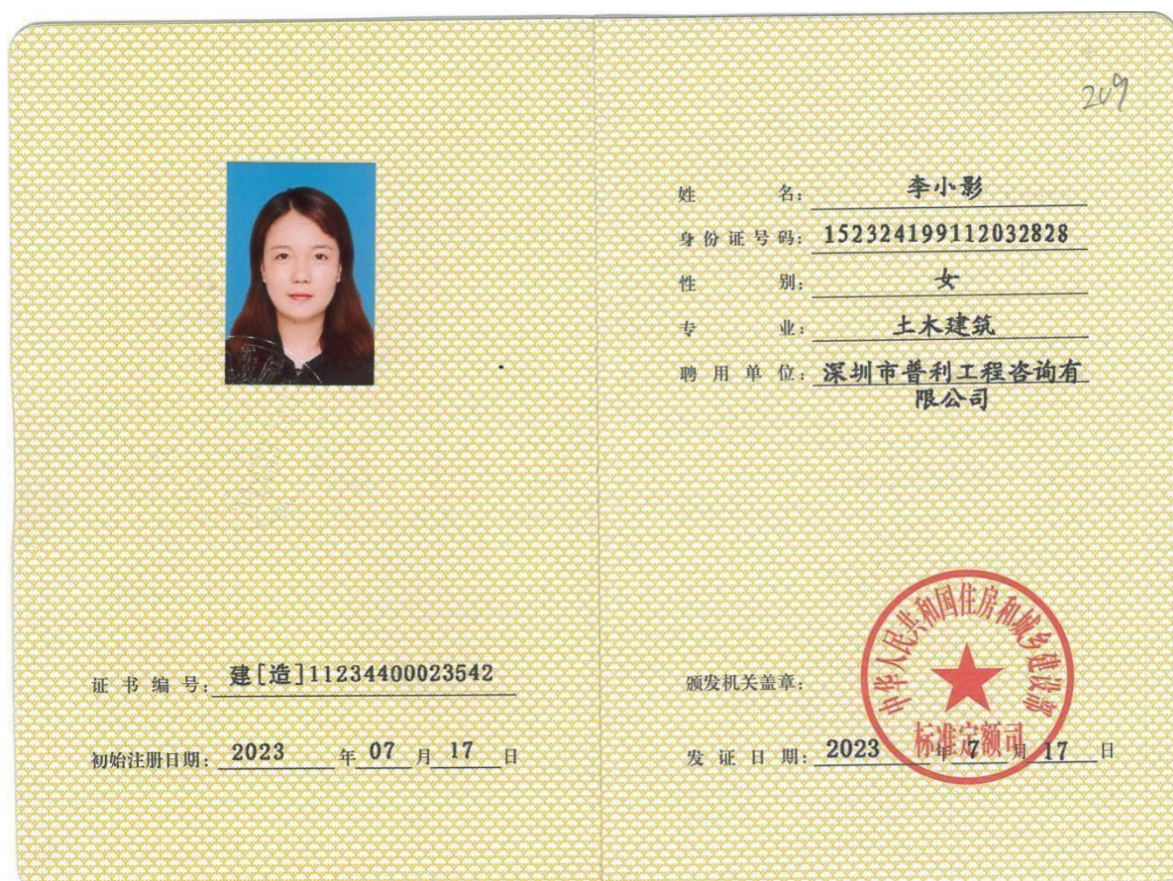 209
姓名：李小影
身份证号码：152324199112032828
性别：女
专业：土木建筑
聘用单位：深圳市普利工程咨询有
限公司
证书编号：建[造]11234400023542
初始注册日期：2023年07月17日
颁发机关盖章：
中华人民共和国住房和城乡建设部
标准定额司
发证日期：2023年7月17日